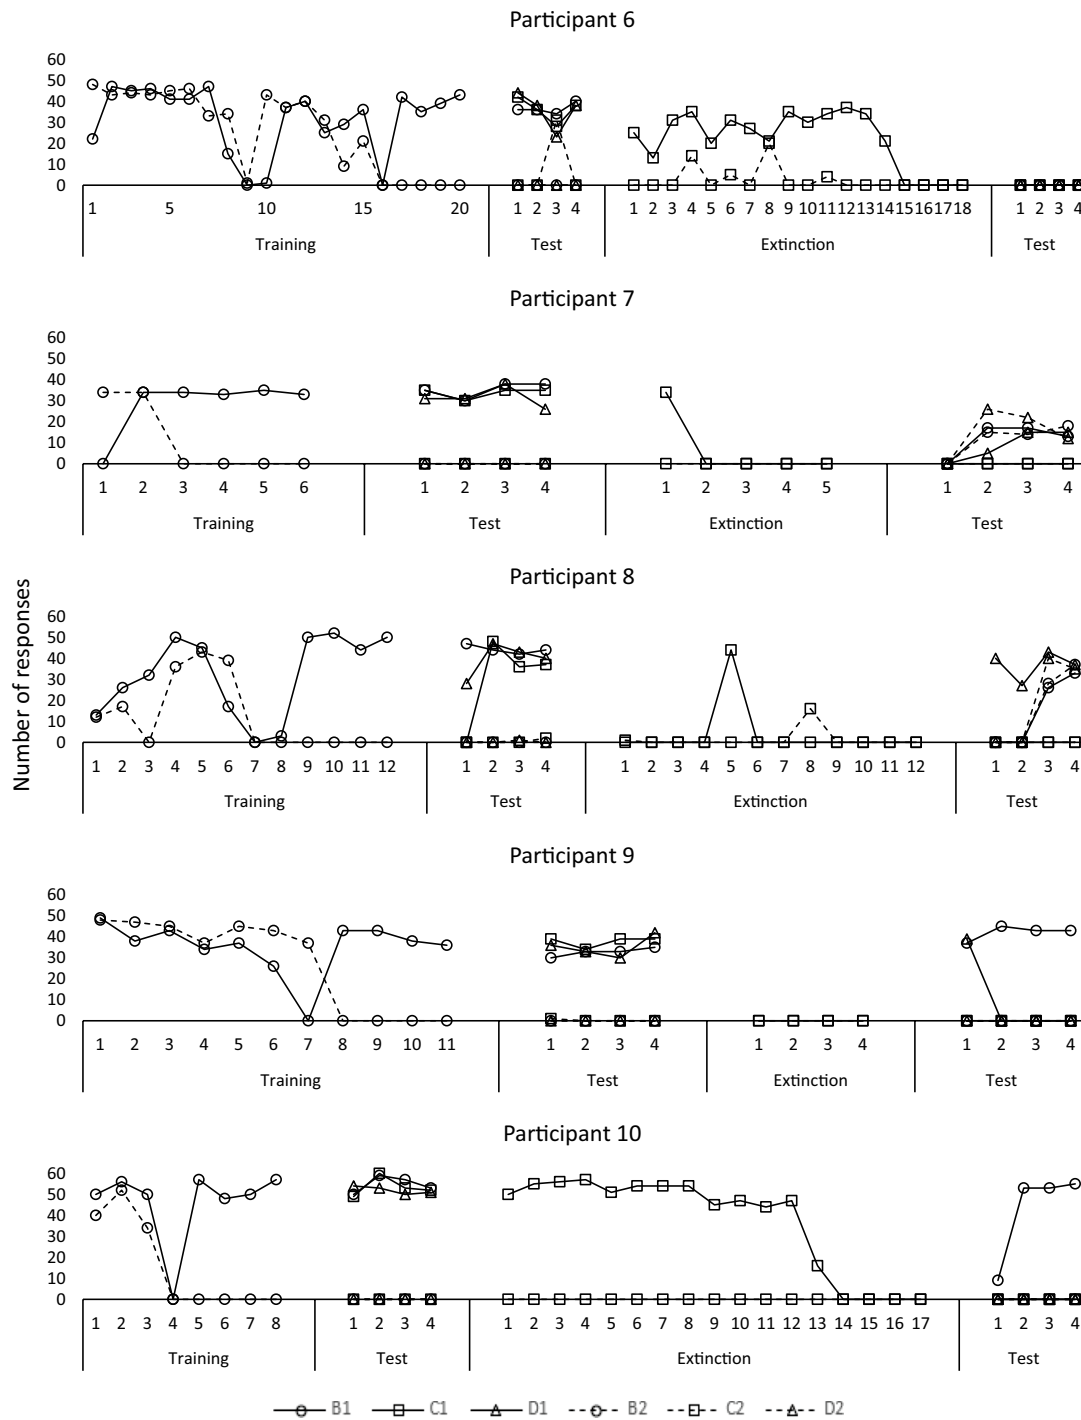 Participant 6
60
50
40
30
20
10
0
1 5 10 15 20 1 2 3 4 1 2 3 4 5 6 7 8 9 10 11 12 13 14 15 16 17 18 1 2 3 4
Training Test Extinction Test
Participant 7
60
50
40
30
20
10
0
1 2 3 4 5 6 1 2 3 4 1 2 3 4 5 1 2 3 4
Training Test Extinction Test
Number of responses
Participant 8
60
50
40
30
20
10
0
1 2 3 4 5 6 7 8 9 10 11 12 1 2 3 4 1 2 3 4 5 6 7 8 9 10 11 12 1 2 3 4
Training Test Extinction Test
Participant 9
60
50
40
30
20
10
0
1 2 3 4 5 6 7 8 9 10 11 1 2 3 4 1 2 3 4 1 2 3 4
Training Test Extinction Test
Participant 10
60
50
40
30
20
10
0
1 2 3 4 5 6 7 8 1 2 3 4 1 2 3 4 5 6 7 8 9 10 11 12 13 14 15 16 17 1 2 3 4
Training Test Extinction Test
B1 C1 D1 B2 C2 D2